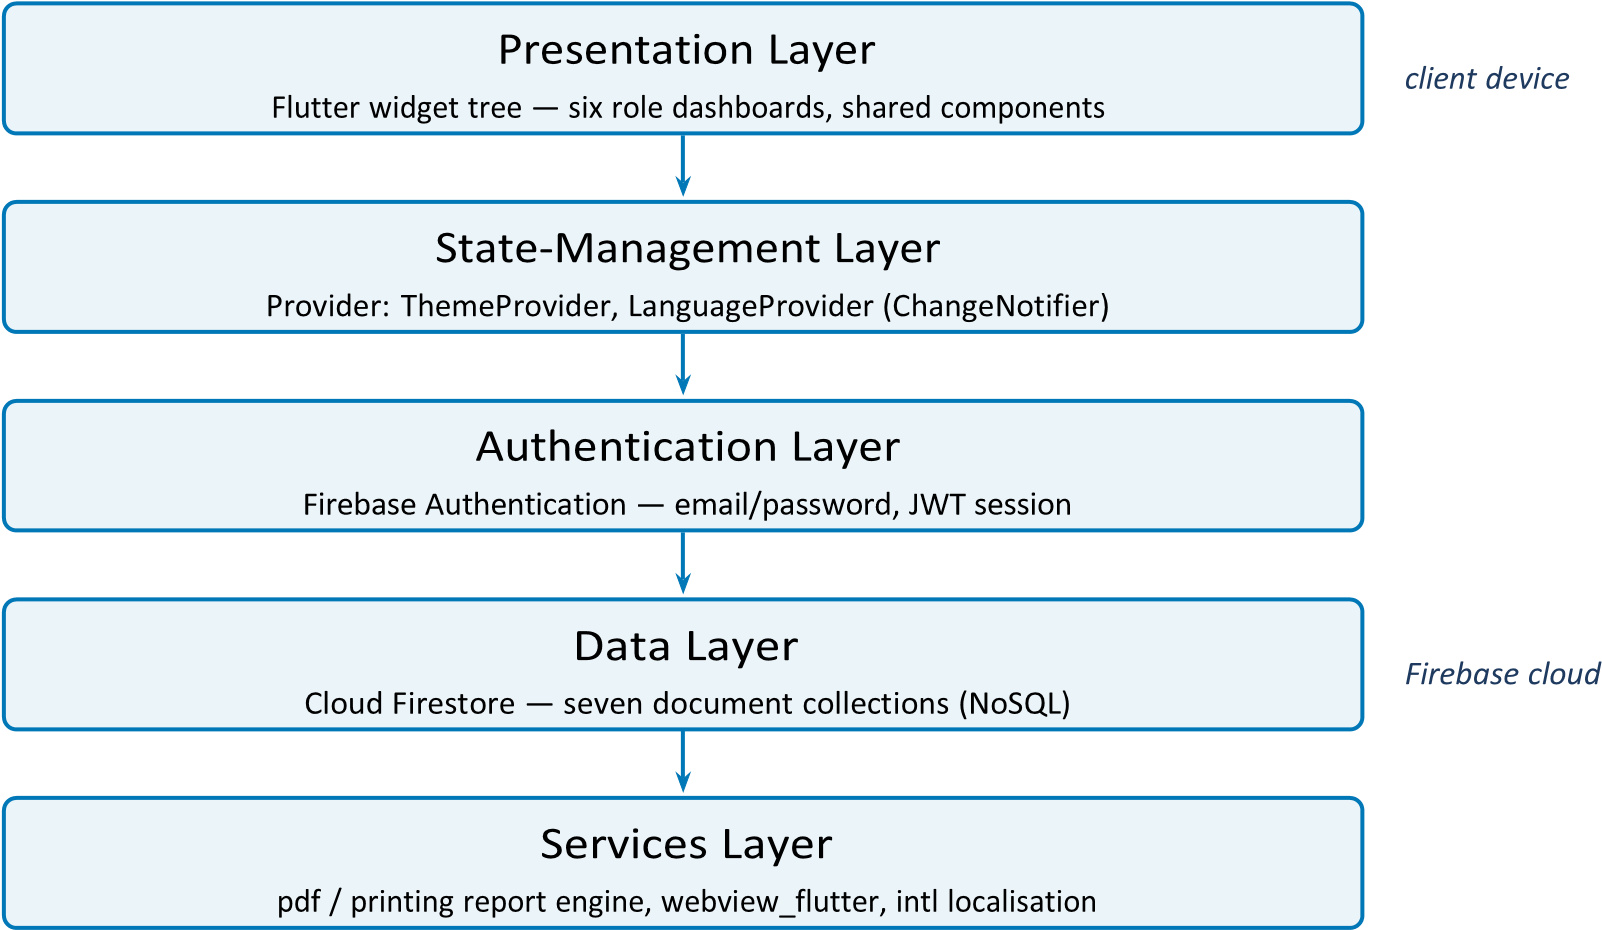 Presentation Layer
Flutter widget tree — six role dashboards, shared components
client device
State-Management Layer
Provider: ThemeProvider, LanguageProvider (ChangeNotifier)
Authentication Layer
Firebase Authentication — email/password, JWT session
Data Layer
Cloud Firestore — seven document collections (NoSQL)
Firebase cloud
Services Layer
pdf / printing report engine, webview_flutter, intl localisation